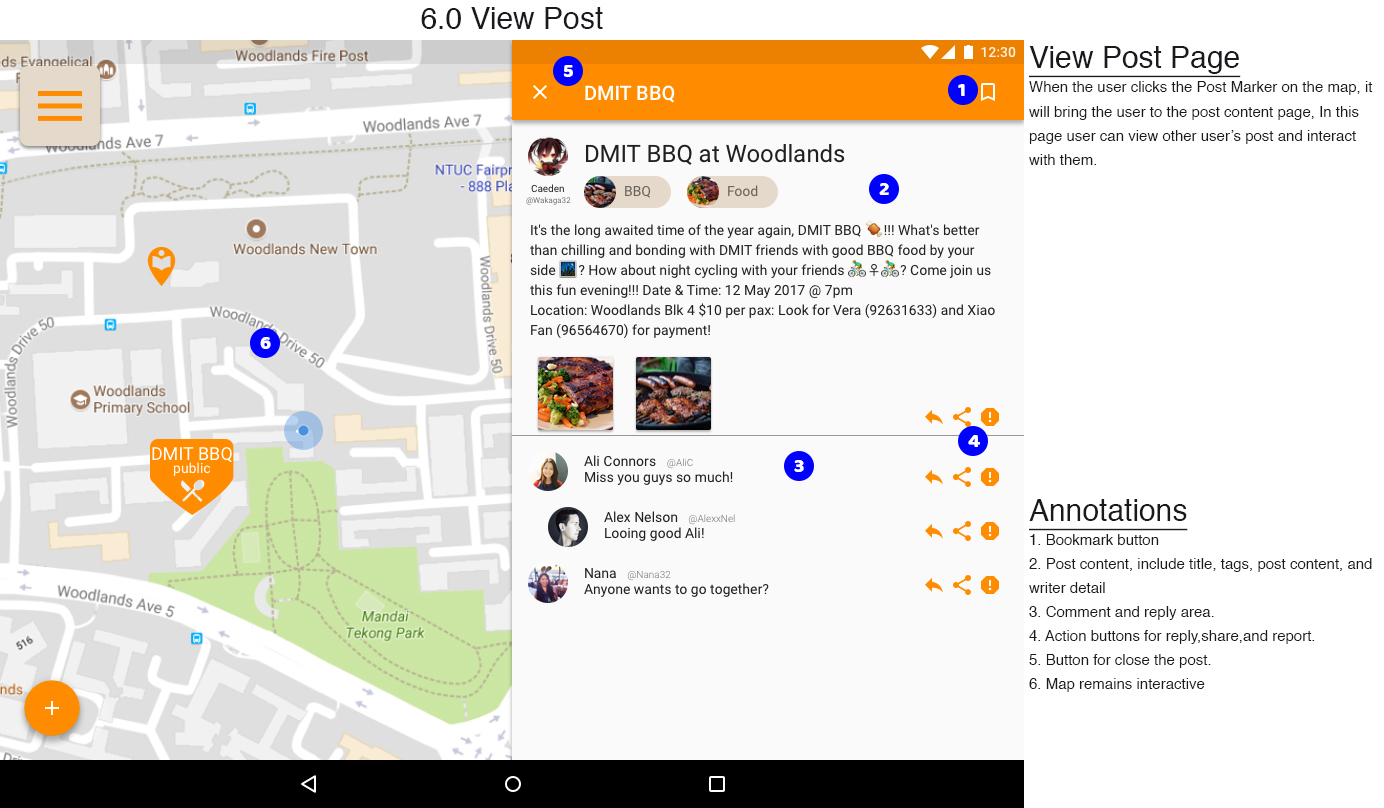 6.0 View Post
Woodlands Fire Post
ds Evangelical
F
Woodlands Ave 7
Woodlands Ave 7
NTUC Fairpr
- 888 Pla
Woodlands New Town
Woodlands Drive 50
Woodlands Drive 50
Woodlands Drive 50
6
Woodlands
Primary School
DMIT BBQ
public
Woodlands Ave 5
Mandai
Tekong Park
516
nds
+
12:30
5
DMIT BBQ
1
DMIT BBQ at Woodlands
Caeden
@Wakaga32
BBQ
Food
2
It's the long awaited time of the year again, DMIT BBQ 🍖!!! What's better
than chilling and bonding with DMIT friends with good BBQ food by your
side 🌃? How about night cycling with your friends 🚴♀🚴? Come join us
this fun evening!!! Date & Time: 12 May 2017 @ 7pm
Location: Woodlands Blk 4 $10 per pax: Look for Vera (92631633) and Xiao
Fan (96564670) for payment!
4
Ali Connors @AliC
Miss you guys so much!
3
Alex Nelson @AlexxNel
Looing good Ali!
Nana @Nana32
Anyone wants to go together?
View Post Page
When the user clicks the Post Marker on the map, it
will bring the user to the post content page, In this
page user can view other user's post and interact
with them.
Annotations
1. Bookmark button
2. Post content, include title, tags, post content, and
writer detail
3. Comment and reply area.
4. Action buttons for reply,share,and report.
5. Button for close the post.
6. Map remains interactive